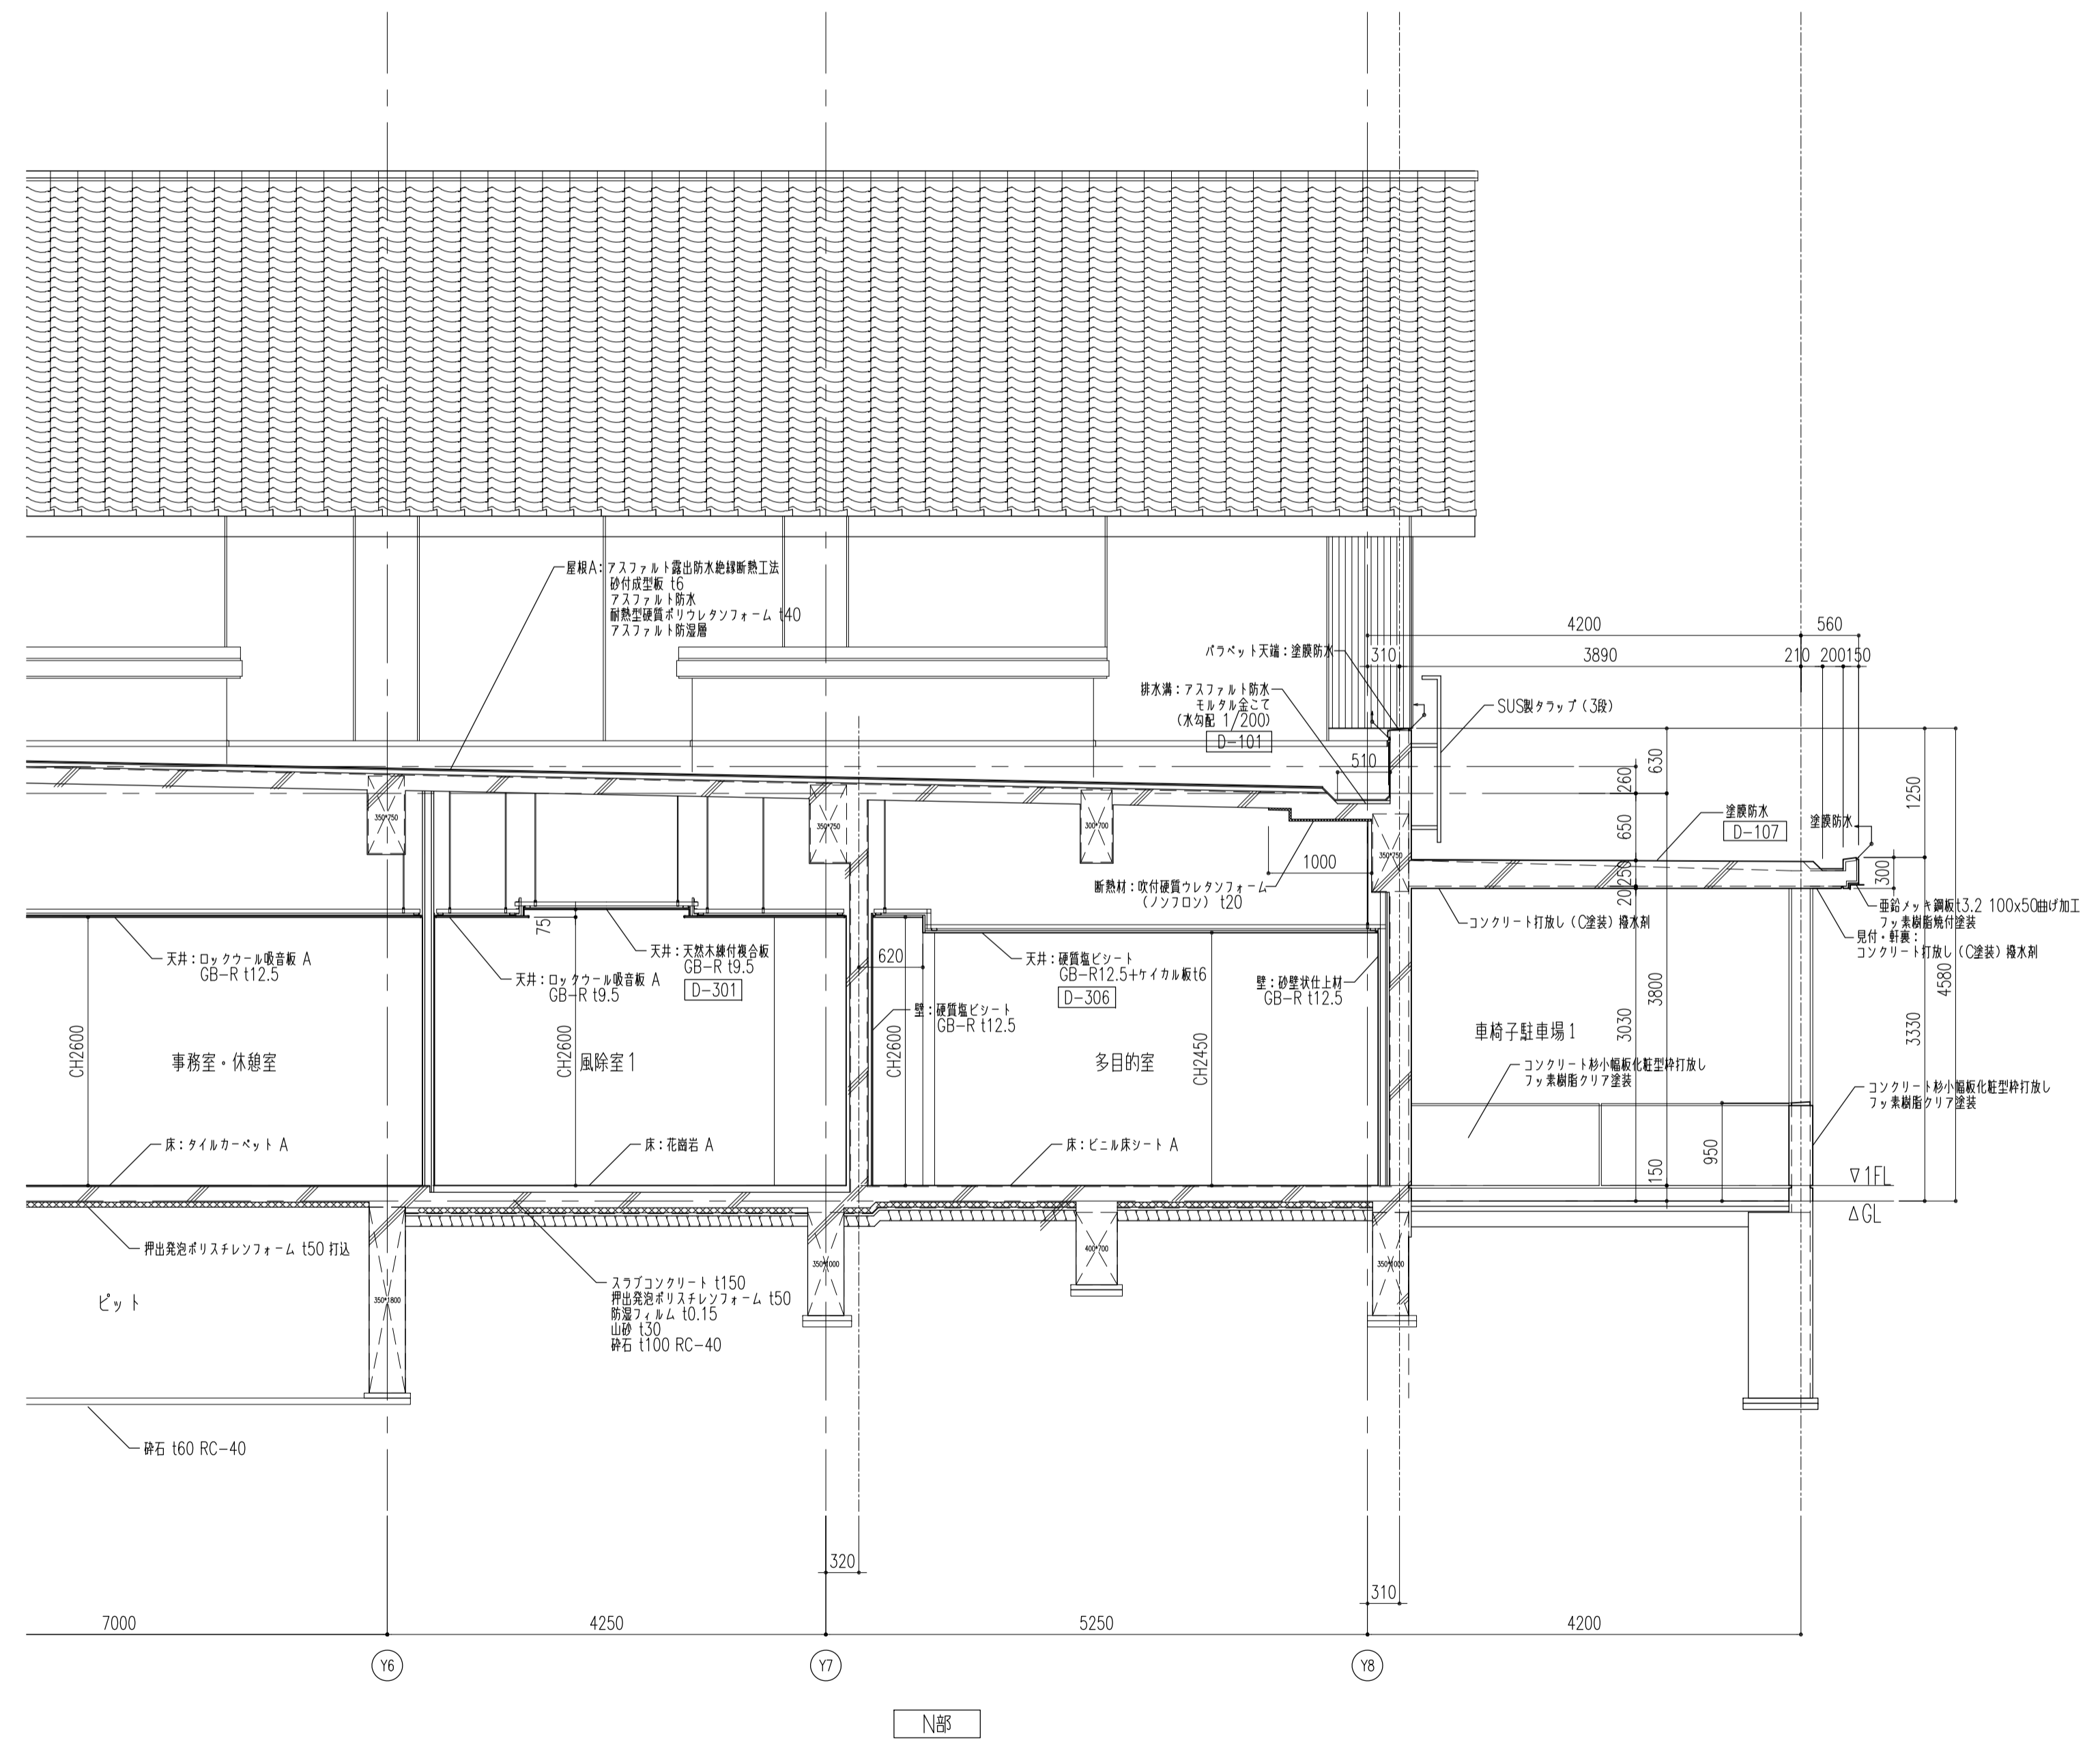 屋根A：アスファルト露出防水絶縁断熱工法
砂付成型板 t6
アスファルト防水
耐熱型硬質ポリウレタンフォーム t40
アスファルト防湿層
4200
560
パラペット天端：塗膜防水
310
3890
210
200
150
排水溝：アスファルト防水
モルタル金こて
（水勾配 1/200）
D-101
SUS製タラップ（3段）
510
260
630
1250
650
塗膜防水
D-107
塗膜防水
350*750
350*750
300*700
350*750
1000
断熱材：吹付硬質ウレタンフォーム
（ノンフロン） t20
250
20
300
亜鉛メッキ鋼板t3.2 100x50曲げ加工
フッ素樹脂焼付塗装
見付・軒裏：
コンクリート打放し（C塗装）撥水剤
コンクリート打放し（C塗装）撥水剤
75
天井：ロックウール吸音板 A
GB-R t12.5
天井：ロックウール吸音板 A
GB-R t9.5
天井：天然木練付複合板
GB-R t9.5
D-301
620
天井：硬質塩ビシート
GB-R12.5+ケイカル板t6
D-306
壁：砂壁状仕上材
GB-R t12.5
壁：硬質塩ビシート
GB-R t12.5
4580
3800
3030
3330
CH2600
CH2600
CH2600
CH2450
事務室・休憩室
風除室1
多目的室
車椅子駐車場1
コンクリート杉小幅板化粧型枠打放し
フッ素樹脂クリア塗装
コンクリート杉小幅板化粧型枠打放し
フッ素樹脂クリア塗装
床：タイルカーペット A
床：花崗岩 A
床：ビニル床シート A
950
150
▽1FL
△GL
押出発泡ポリスチレンフォーム t50 打込
ピット
350*1800
350*1000
400*700
350*1000
スラブコンクリート t150
押出発泡ポリスチレンフォーム t50
防湿フィルム t0.15
山砂 t30
砕石 t100 RC-40
砕石 t60 RC-40
320
310
7000
4250
5250
4200
Y6
Y7
Y8
N部